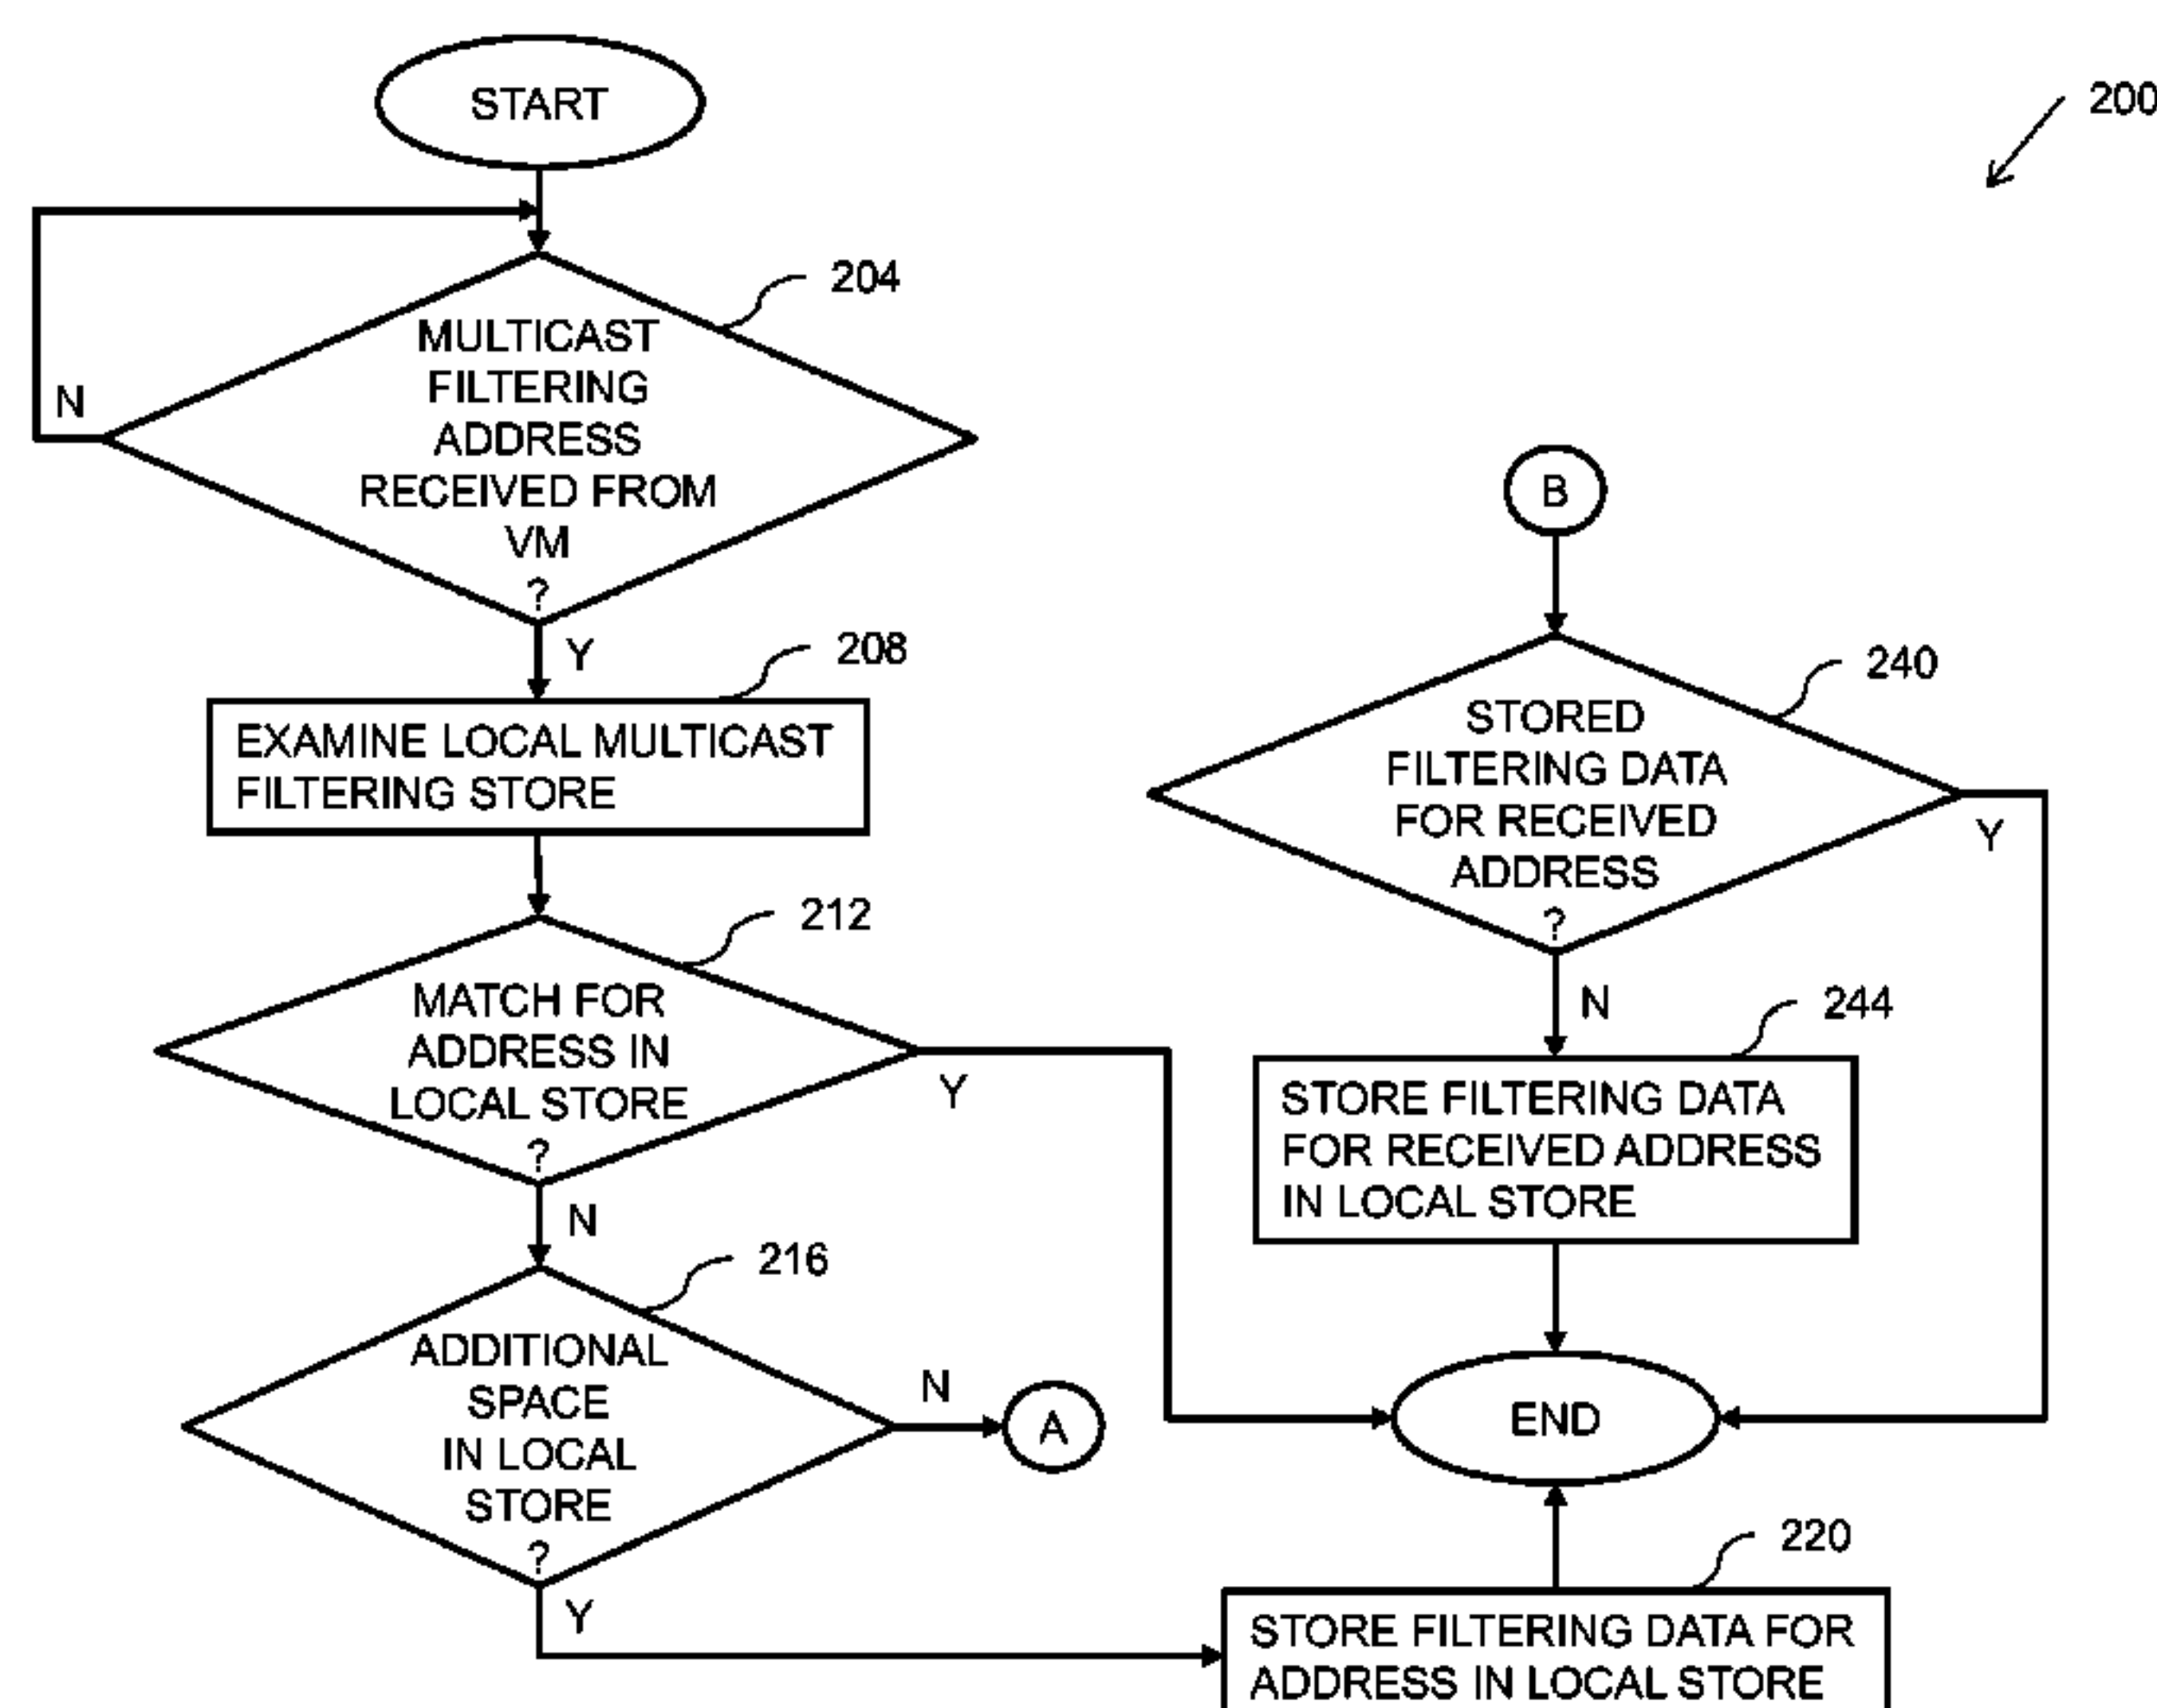 START
200
204
MULTICAST
FILTERING
ADDRESS
RECEIVED FROM
VM
?
N
Y
208
EXAMINE LOCAL MULTICAST
FILTERING STORE
212
MATCH FOR
ADDRESS IN
LOCAL STORE
?
Y
N
216
ADDITIONAL
SPACE
IN LOCAL
STORE
?
N
A
Y
B
240
STORED
FILTERING DATA
FOR RECEIVED
ADDRESS
?
Y
N
244
STORE FILTERING DATA
FOR RECEIVED ADDRESS
IN LOCAL STORE
END
220
STORE FILTERING DATA FOR
ADDRESS IN LOCAL STORE